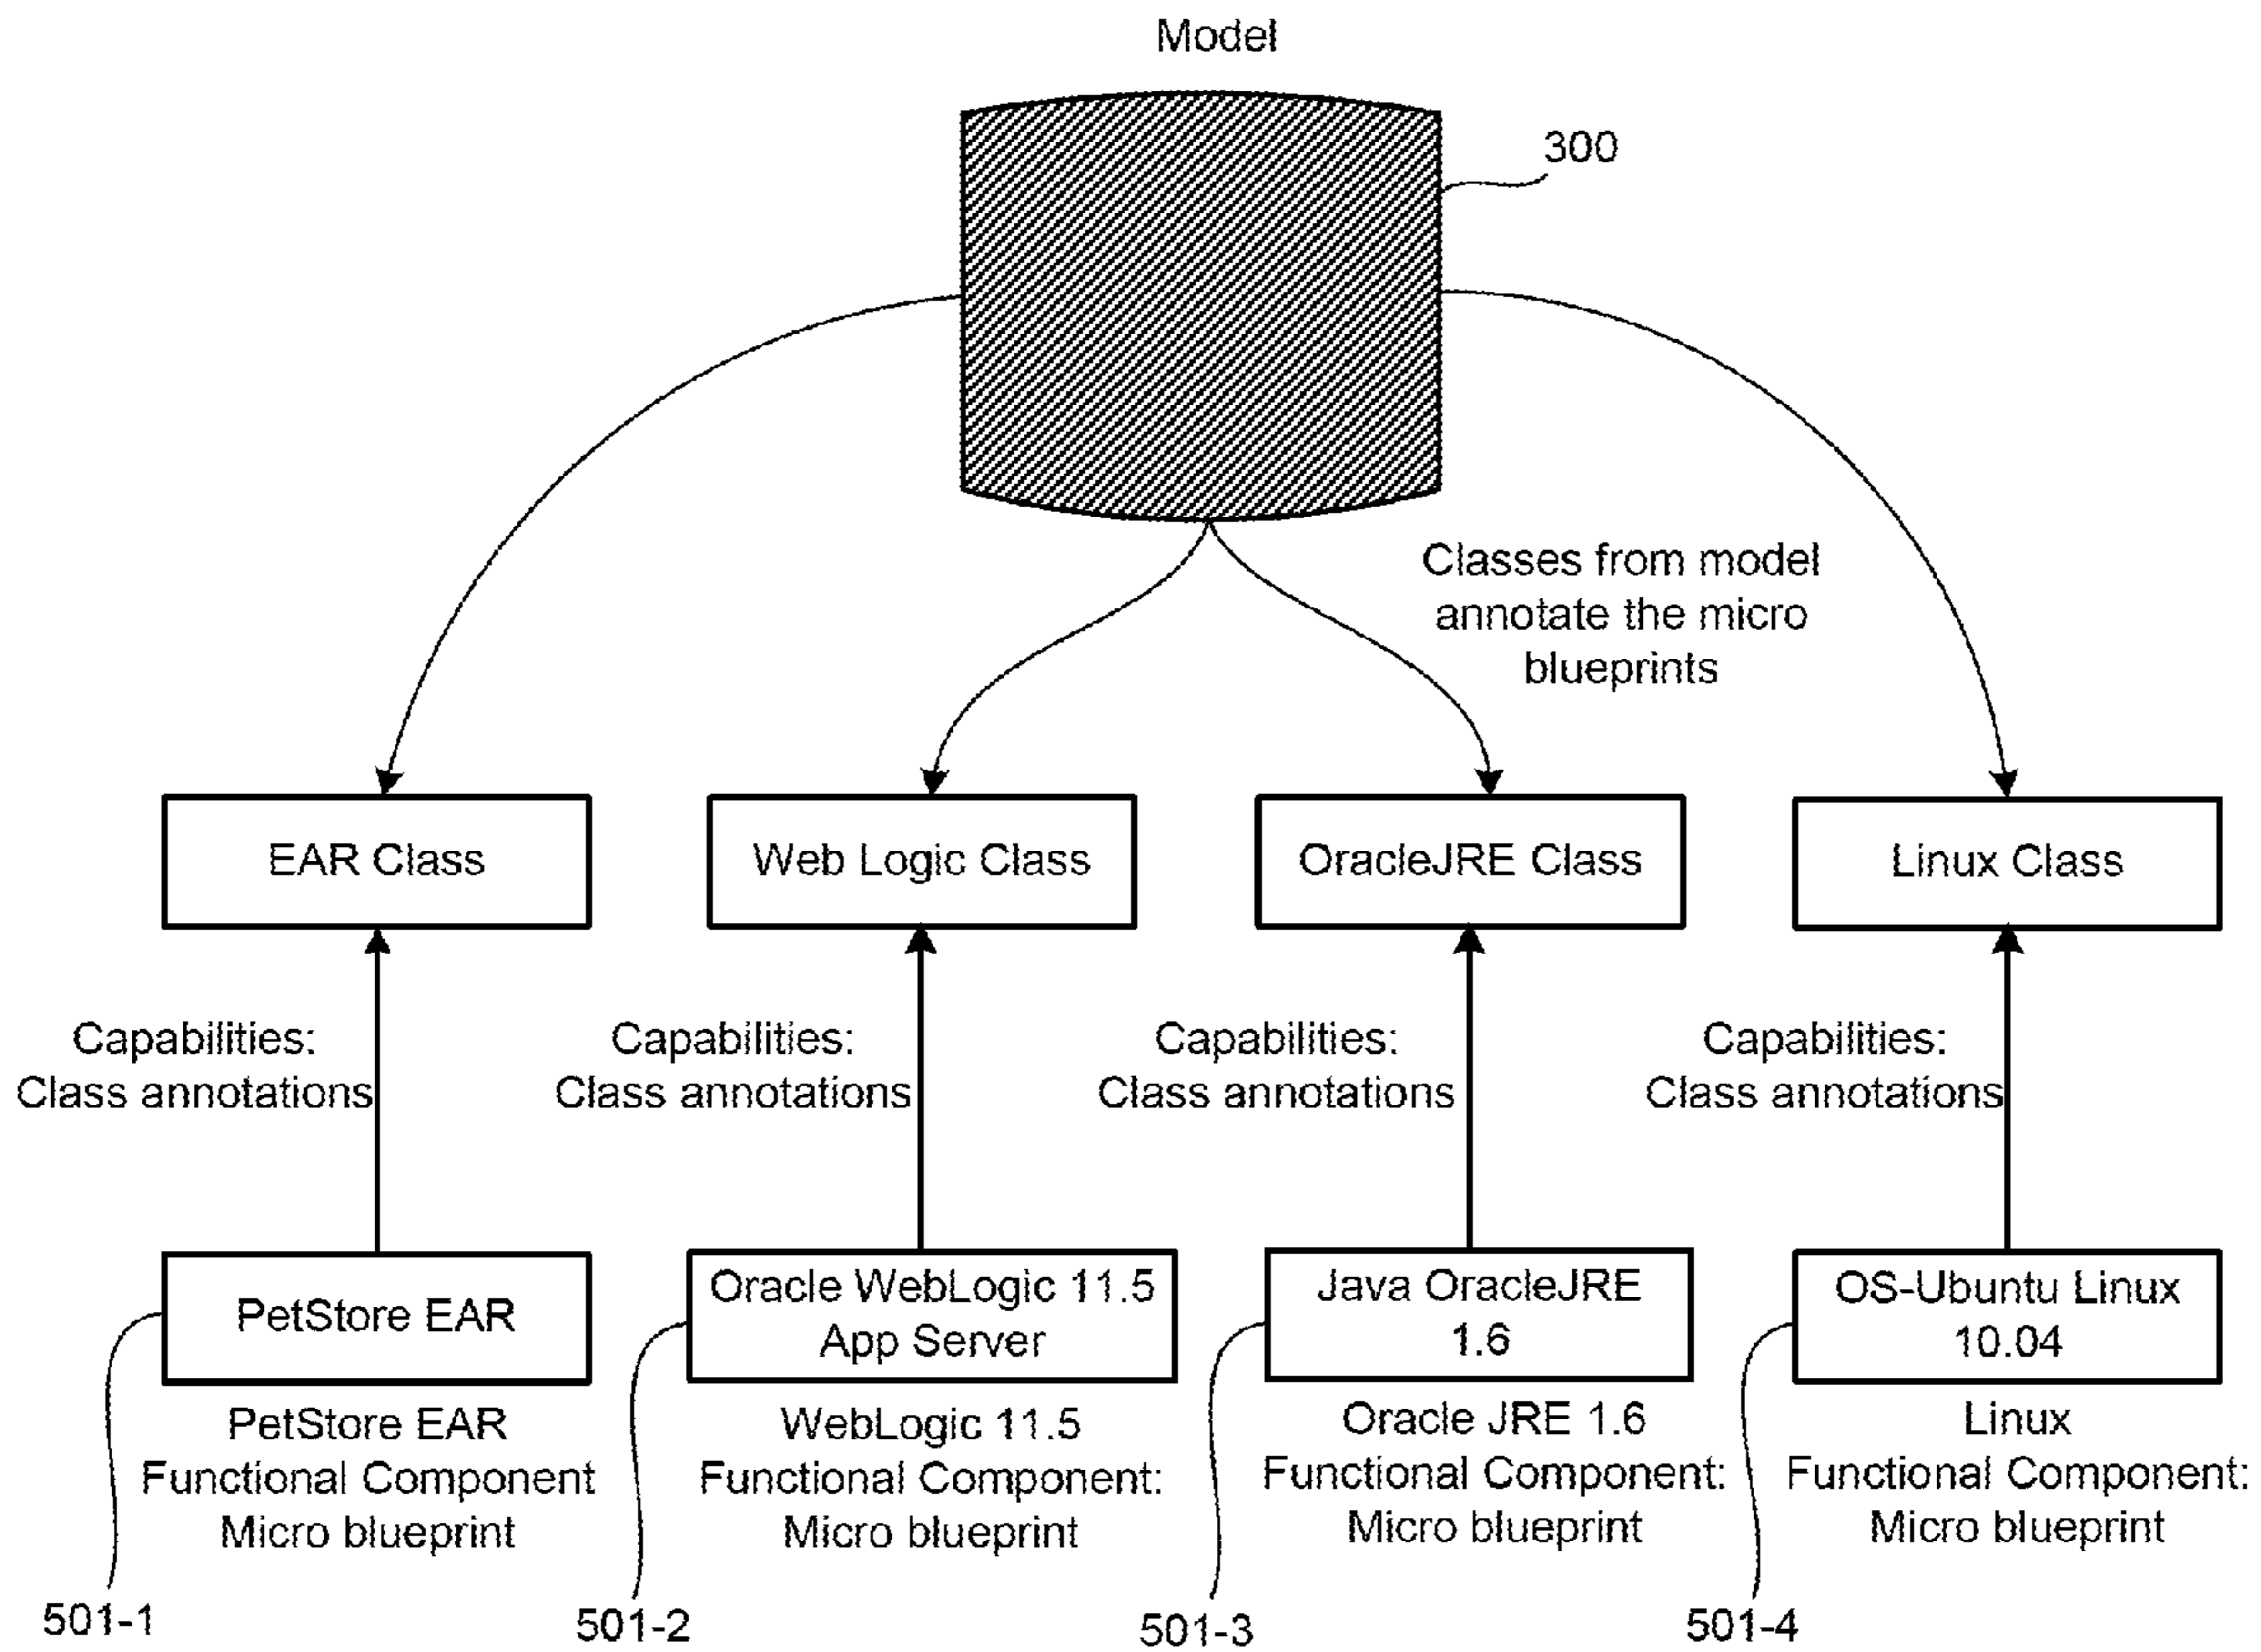 Model
300
Classes from model
annotate the micro
blueprints
EAR Class
Web Logic Class
OracleJRE Class
Linux Class
Capabilities:
Class annotations
Capabilities:
Class annotations
Capabilities:
Class annotations
Capabilities:
Class annotations
PetStore EAR
Oracle WebLogic 11.5
App Server
Java OracleJRE
1.6
OS-Ubuntu Linux
10.04
PetStore EAR
Functional Component
Micro blueprint
WebLogic 11.5
Functional Component:
Micro blueprint
Oracle JRE 1.6
Functional Component:
Micro blueprint
Linux
Functional Component:
Micro blueprint
501-1
501-2
501-3
501-4